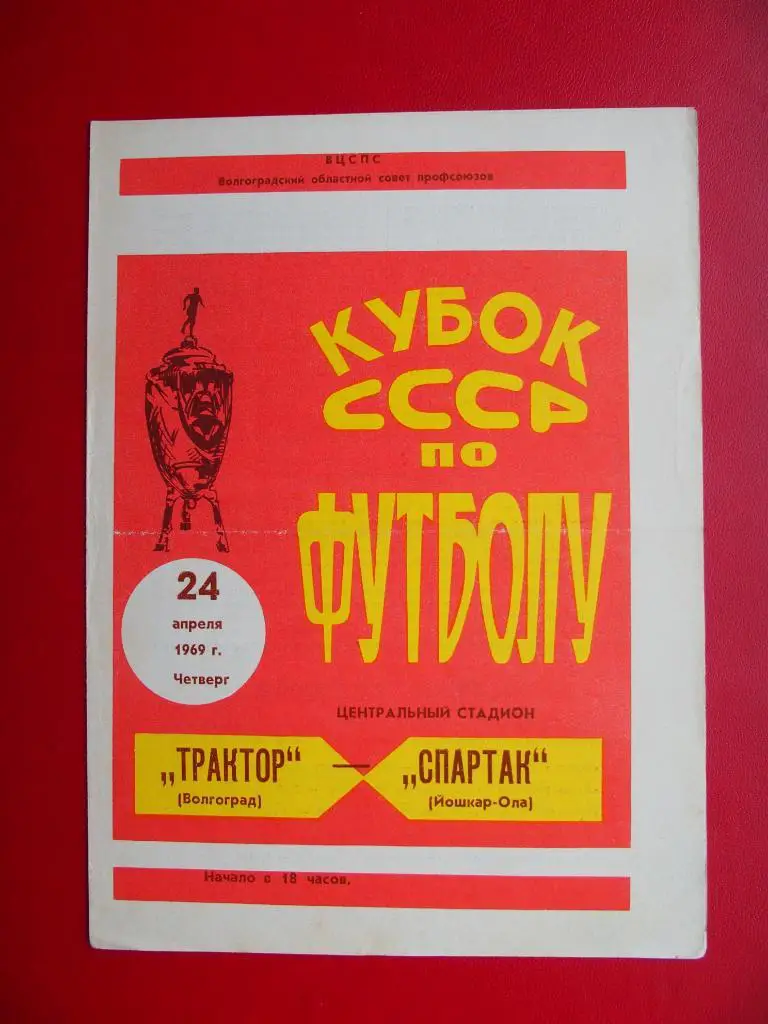 ВЦСПС
Волгоградский областной совет профсоюзов
КУБОК
СССР
ПО
ФУТБОЛУ
24
апреля
1969 г.
Четверг
ЦЕНТРАЛЬНЫЙ СТАДИОН
„ТРАКТОР“ — „СПАРТАК“
(Волгоград) (Йошкар-Ола)
Начало в 18 часов.